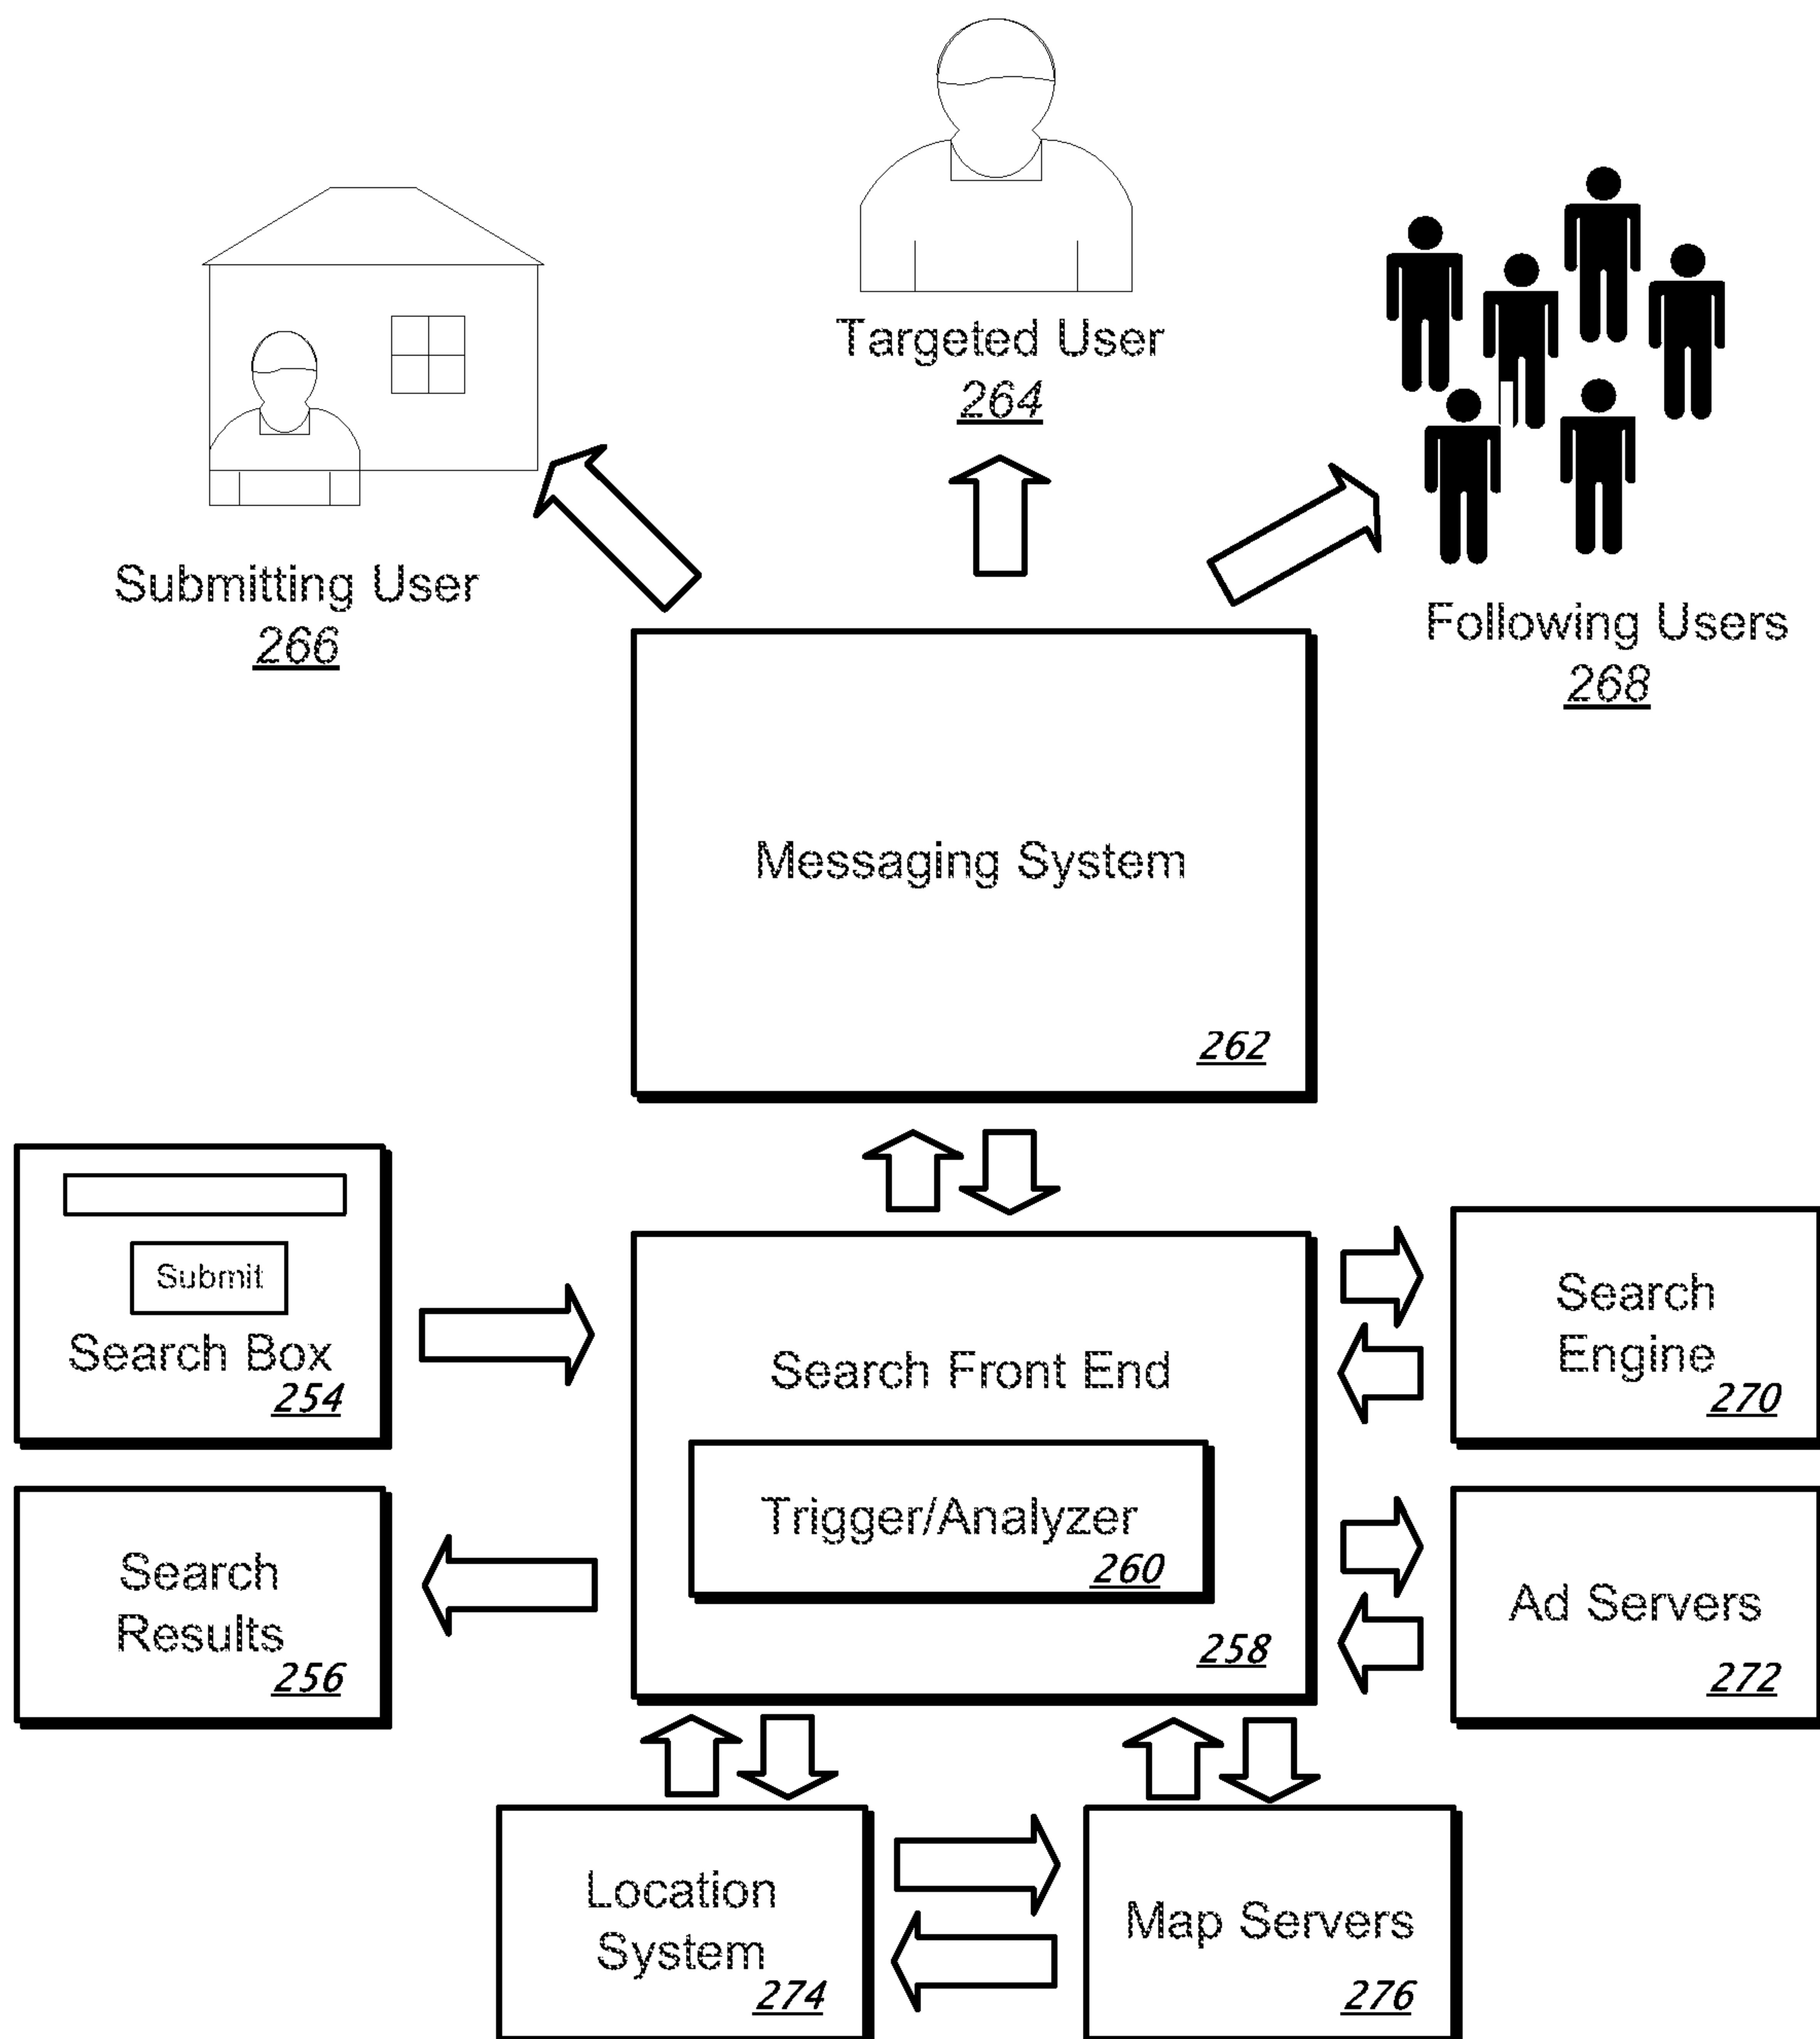 Targeted User
264
Submitting User
266
Following Users
268
Messaging System
262
Submit
Search Box
254
Search Front End
Search
Engine
270
Trigger/Analyzer
260
258
Search
Results
256
Ad Servers
272
Location
System
274
Map Servers
276